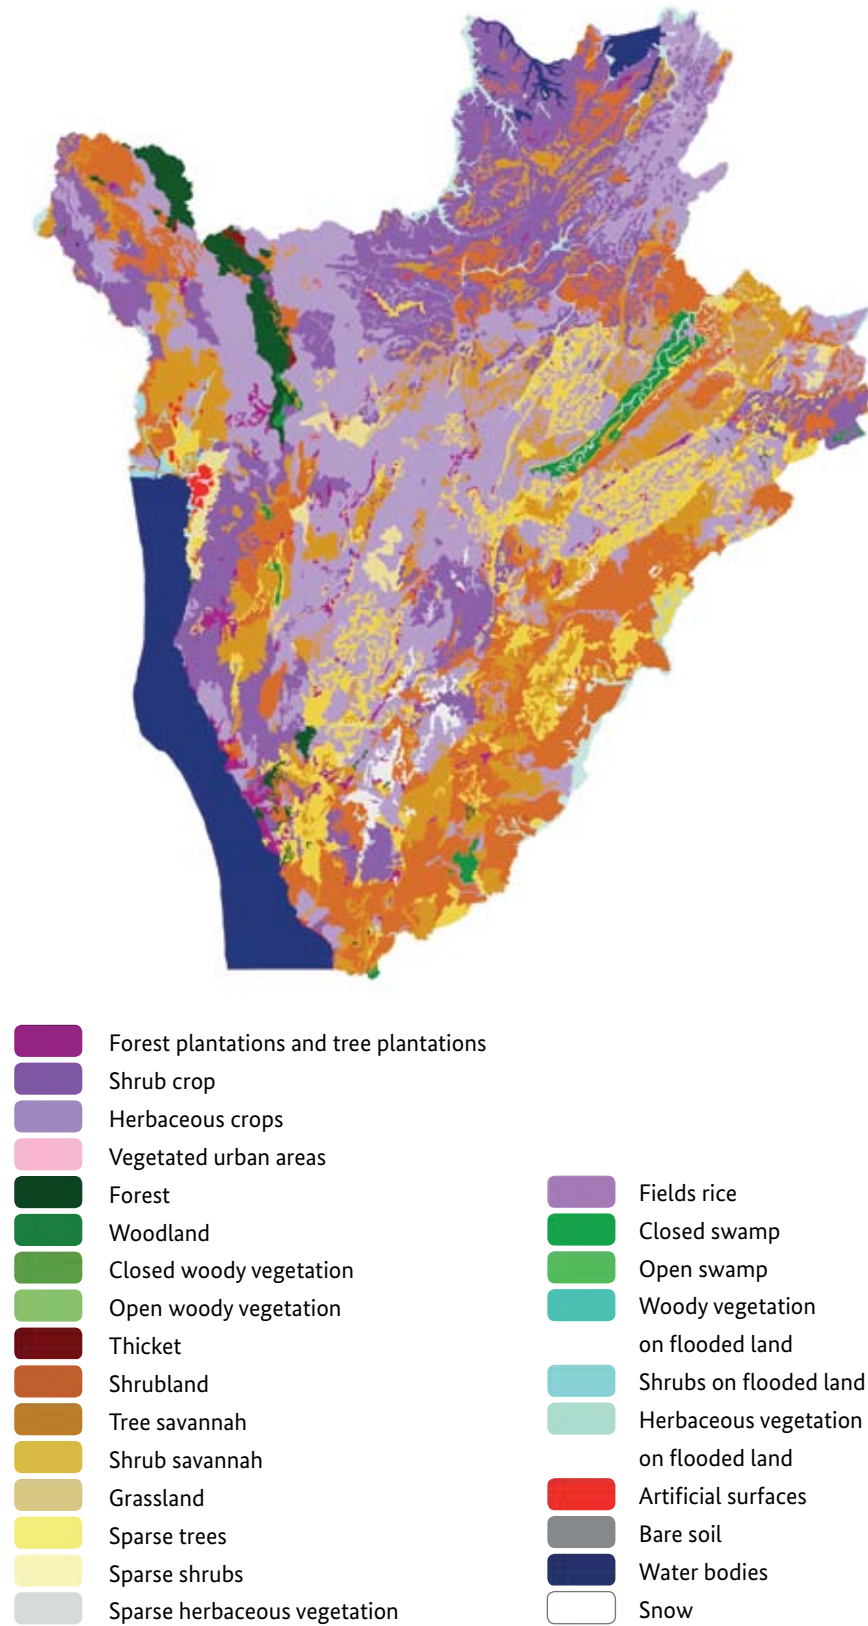 Forest plantations and tree plantations
Shrub crop
Herbaceous crops
Vegetated urban areas
Forest
Woodland
Closed woody vegetation
Open woody vegetation
Thicket
Shrubland
Tree savannah
Shrub savannah
Grassland
Sparse trees
Sparse shrubs
Sparse herbaceous vegetation
Fields rice
Closed swamp
Open swamp
Woody vegetation
on flooded land
Shrubs on flooded land
Herbaceous vegetation
on flooded land
Artificial surfaces
Bare soil
Water bodies
Snow